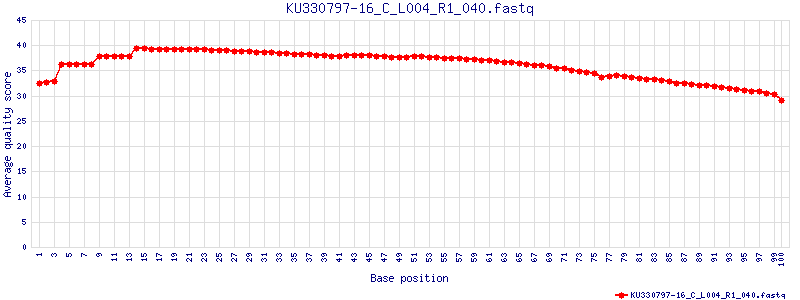 KU330797-16_C_L004_R1_040.fastq
45
40
35
30
25
20
15
10
5
0
Average quality score
1 3 5 7 9 11 13 15 17 19 21 23 25 27 29 31 33 35 37 39 41 43 45 47 49 51 53 55 57 59 61 63 65 67 69 71 73 75 77 79 81 83 85 87 89 91 93 95 97 99 100
Base position
KU330797-16_C_L004_R1_040.fastq